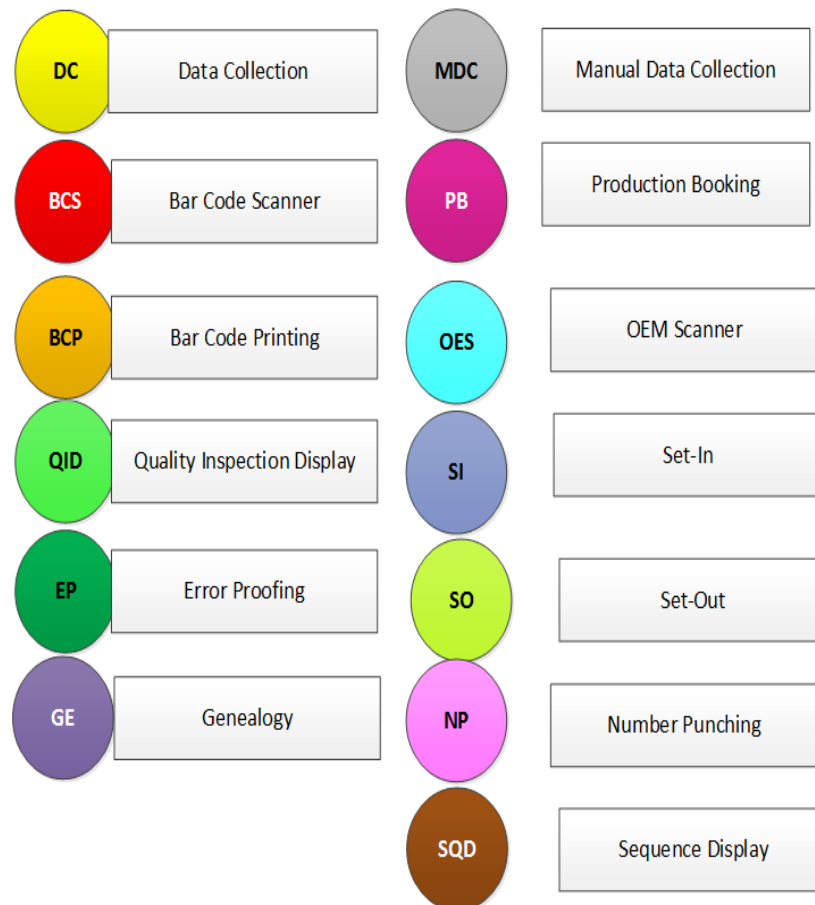 DC
Data Collection
MDC
Manual Data Collection
BCS
Bar Code Scanner
PB
Production Booking
BCP
Bar Code Printing
OES
OEM Scanner
QID
Quality Inspection Display
SI
Set-In
EP
Error Proofing
SO
Set-Out
GE
Genealogy
NP
Number Punching
SQD
Sequence Display